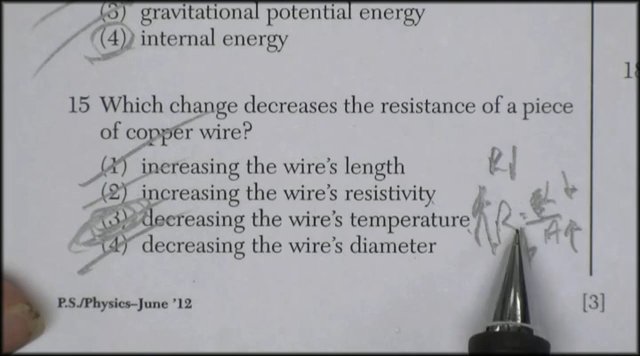 (3) gravitational potential energy
(4) internal energy
15 Which change decreases the resistance of a piece
of copper wire?
(1) increasing the wire's length
(2) increasing the wire's resistivity
(3) decreasing the wire's temperature
(4) decreasing the wire's diameter
R↓
R =
A↑
P.S./Physics–June '12
[3]